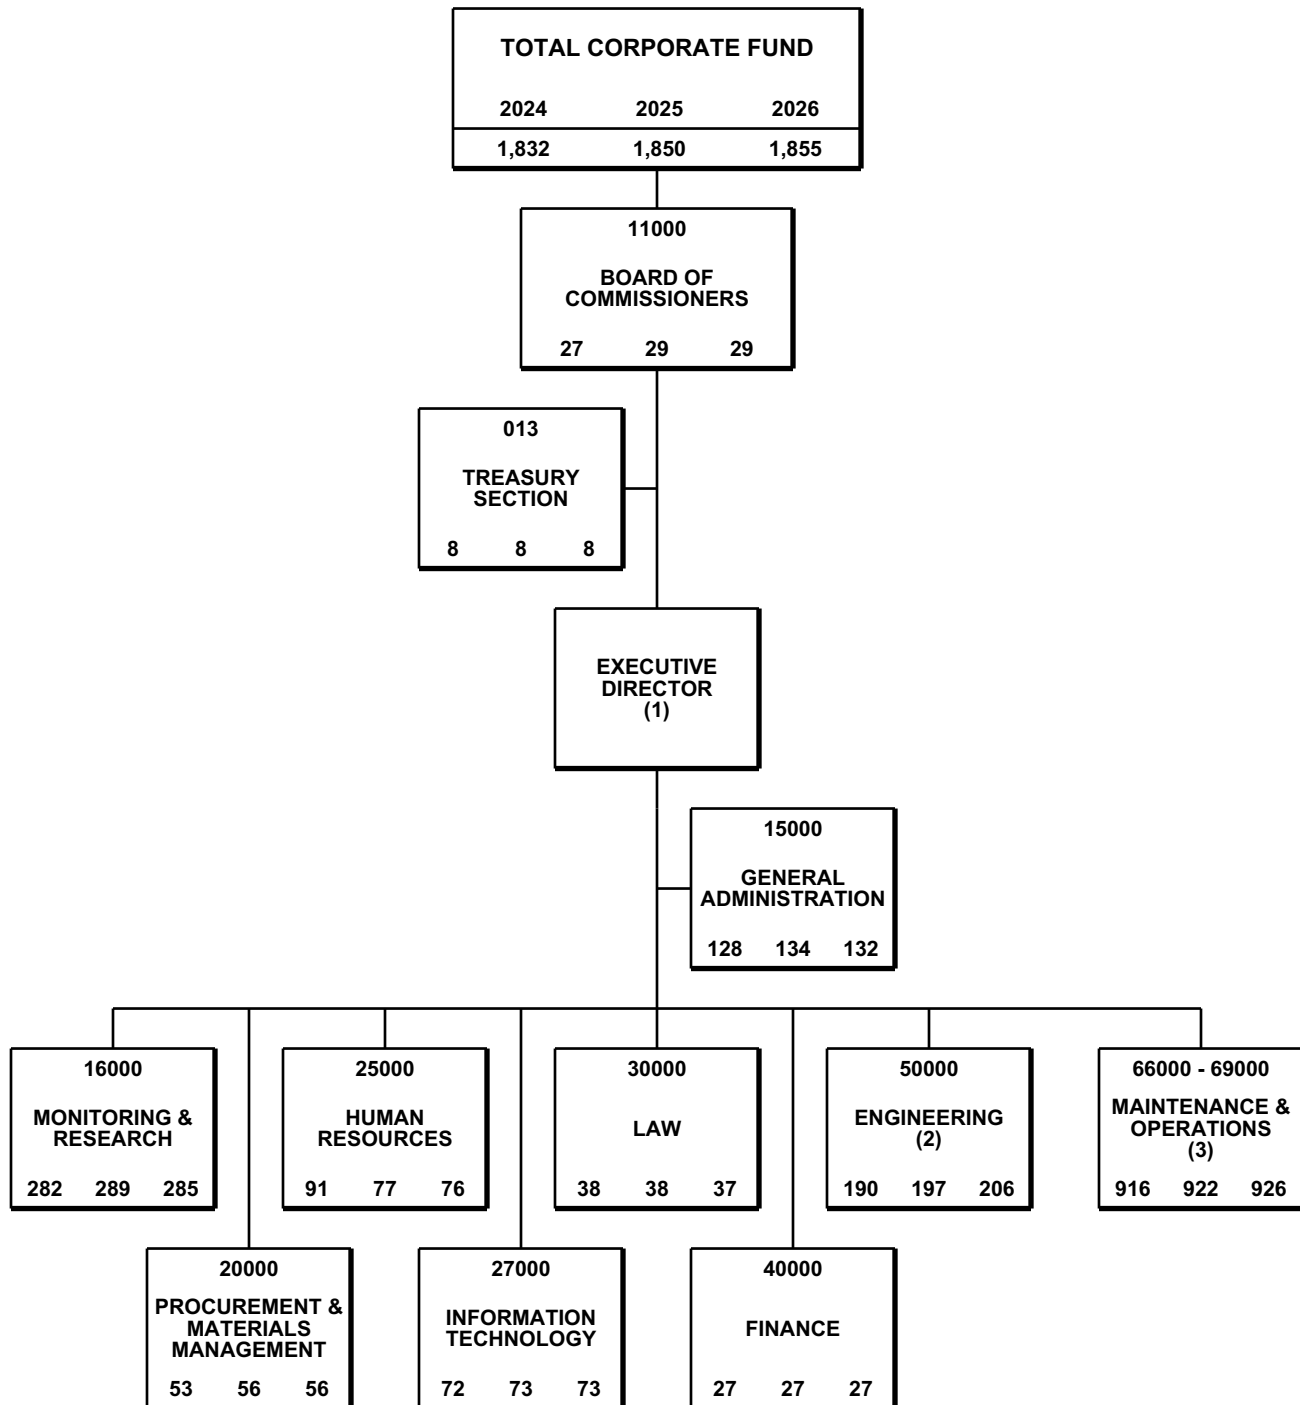 TOTAL CORPORATE FUND
2024 2025 2026
1,832 1,850 1,855
11000
BOARD OF
COMMISSIONERS
27 29 29
013
TREASURY
SECTION
8 8 8
EXECUTIVE
DIRECTOR
(1)
15000
GENERAL
ADMINISTRATION
128 134 132
16000
MONITORING &
RESEARCH
282 289 285
25000
HUMAN
RESOURCES
91 77 76
30000
LAW
38 38 37
50000
ENGINEERING
(2)
190 197 206
66000 - 69000
MAINTENANCE &
OPERATIONS
(3)
916 922 926
20000
PROCUREMENT &
MATERIALS
MANAGEMENT
53 56 56
27000
INFORMATION
TECHNOLOGY
72 73 73
40000
FINANCE
27 27 27